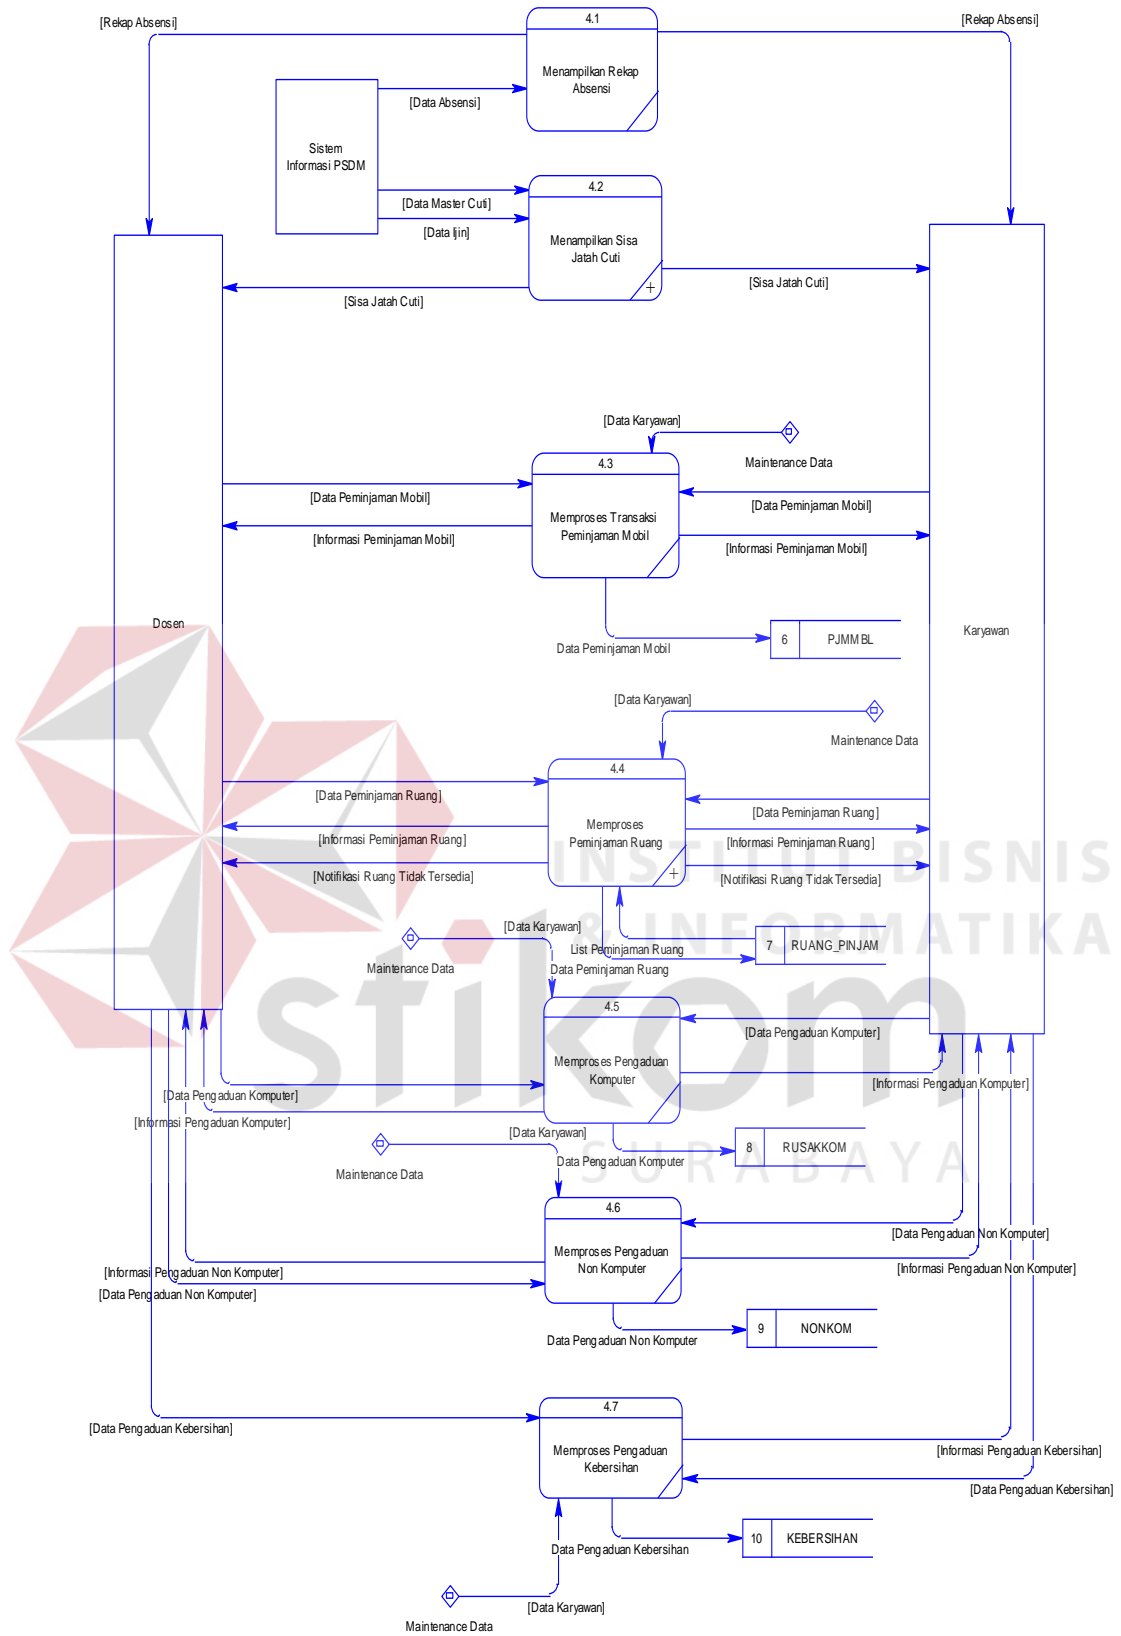 [Rekap Absensi]
4.1
[Rekap Absensi]
Menampilkan Rekap
Absensi
[Data Absensi]
Sistem
Informasi PSDM
4.2
[Data Master Cuti]
[Data Ijin]
Menampilkan Sisa
Jatah Cuti
[Sisa Jatah Cuti]
[Sisa Jatah Cuti]
[Data Karyawan]
Maintenance Data
4.3
[Data Peminjaman Mobil]
[Data Peminjaman Mobil]
Memproses Transaksi
Peminjaman Mobil
[Informasi Peminjaman Mobil]
[Informasi Peminjaman Mobil]
Dosen
Karyawan
6
PJMMBL
Data Peminjaman Mobil
[Data Karyawan]
Maintenance Data
4.4
[Data Peminjaman Ruang]
[Data Peminjaman Ruang]
Memproses
Peminjaman Ruang
[Informasi Peminjaman Ruang]
[Informasi Peminjaman Ruang]
[Notifikasi Ruang Tidak Tersedia]
[Notifikasi Ruang Tidak Tersedia]
INSTITUT BISNIS
& INFORMATIKA
stikom
SURABAYA
[Data Karyawan]
Maintenance Data
List Peminjaman Ruang
7
RUANG_PINJAM
Data Peminjaman Ruang
4.5
[Data Pengaduan Komputer]
Memproses Pengaduan
Komputer
[Informasi Pengaduan Komputer]
[Data Pengaduan Komputer]
[Informasi Pengaduan Komputer]
[Data Karyawan]
Maintenance Data
8
RUSAKKOM
Data Pengaduan Komputer
4.6
[Data Pengaduan Non Komputer]
Memproses Pengaduan
Non Komputer
[Informasi Pengaduan Non Komputer]
[Informasi Pengaduan Non Komputer]
[Data Pengaduan Non Komputer]
9
NONKOM
Data Pengaduan Non Komputer
4.7
[Data Pengaduan Kebersihan]
Memproses Pengaduan
Kebersihan
[Informasi Pengaduan Kebersihan]
[Data Pengaduan Kebersihan]
10
KEBERSIHAN
Data Pengaduan Kebersihan
[Data Karyawan]
Maintenance Data